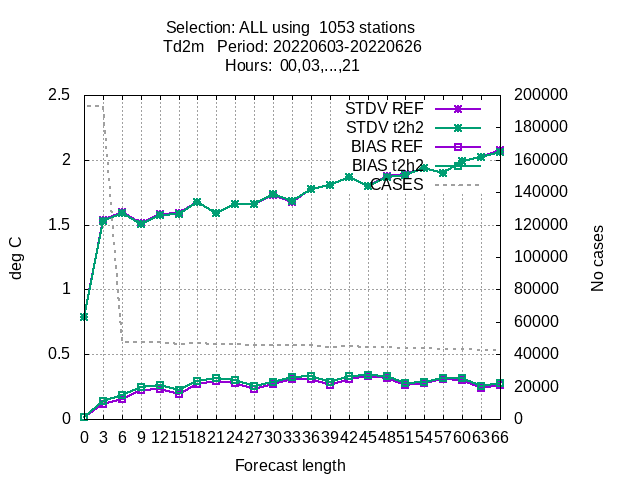 Selection: ALL using  1053 stations
Td2m   Period: 20220603-20220626
Hours:  00,03,...,21
2.5 200000
STDV REF
180000
STDV t2h2
BIAS REF
2 160000
BIAS t2h2
CASES
140000
1.5 120000
100000
1 80000
60000
0.5 40000
20000
0 0
deg C
No cases
0 3 6 9 12 15 18 21 24 27 30 33 36 39 42 45 48 51 54 57 60 63 66
Forecast length